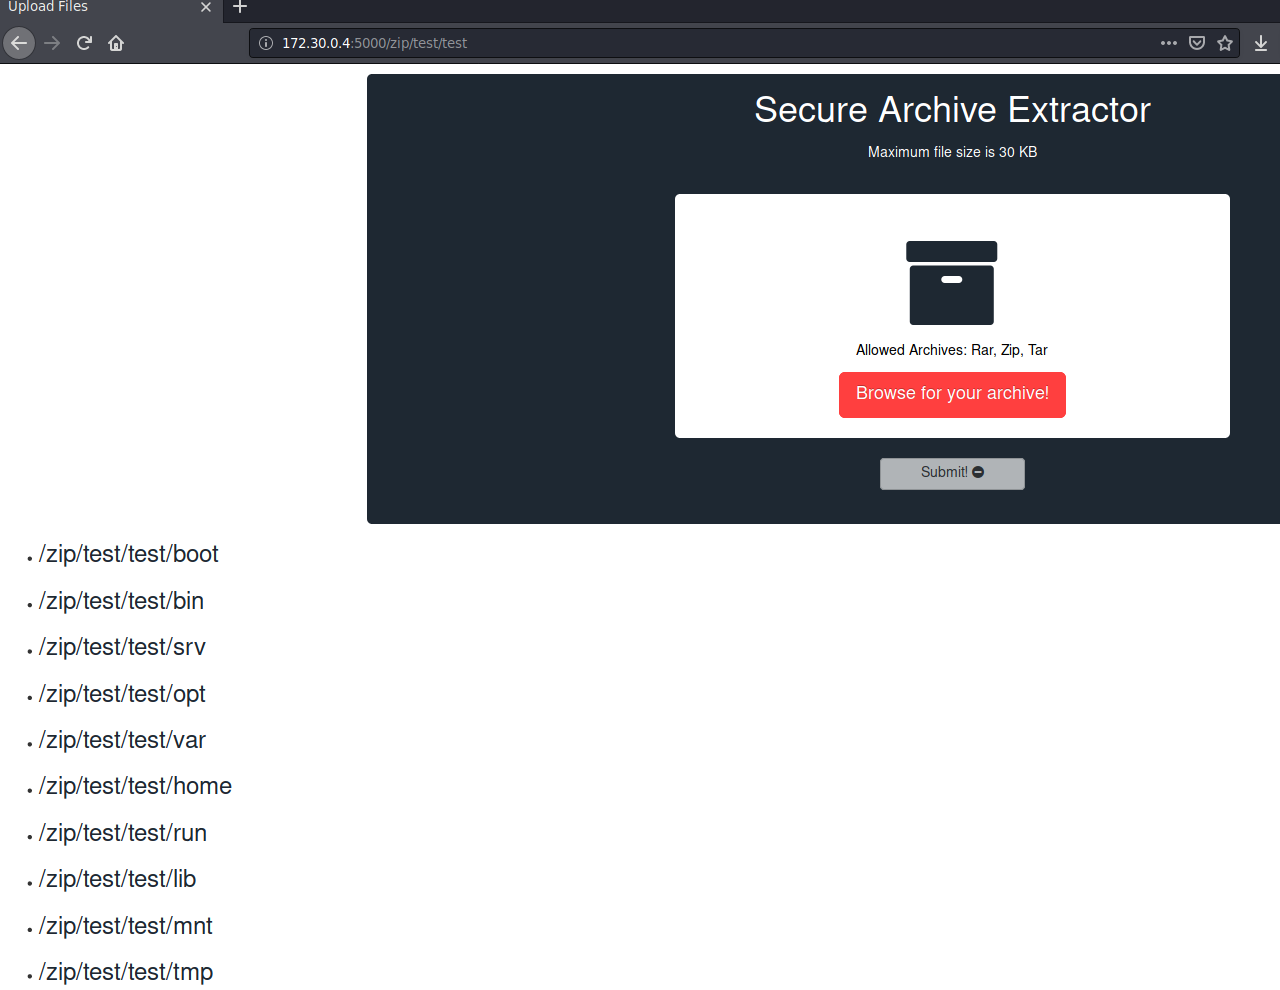 Upload Files
172.30.0.4:5000/zip/test/test
Secure Archive Extractor
Maximum file size is 30 KB
Allowed Archives: Rar, Zip, Tar
Browse for your archive!
Submit!
/zip/test/test/boot
/zip/test/test/bin
/zip/test/test/srv
/zip/test/test/opt
/zip/test/test/var
/zip/test/test/home
/zip/test/test/run
/zip/test/test/lib
/zip/test/test/mnt
/zip/test/test/tmp